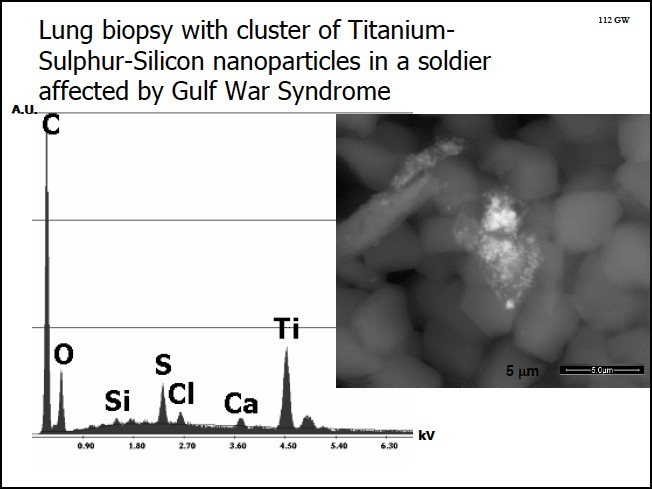 112 GW
Lung biopsy with cluster of Titanium-
Sulphur-Silicon nanoparticles in a soldier
affected by Gulf War Syndrome
A.U.
C
O
Si
S
Cl
Ca
Ti
0.90 1.80 2.70 3.60 4.50 5.40 6.30
kV
5 µm
5.0µm